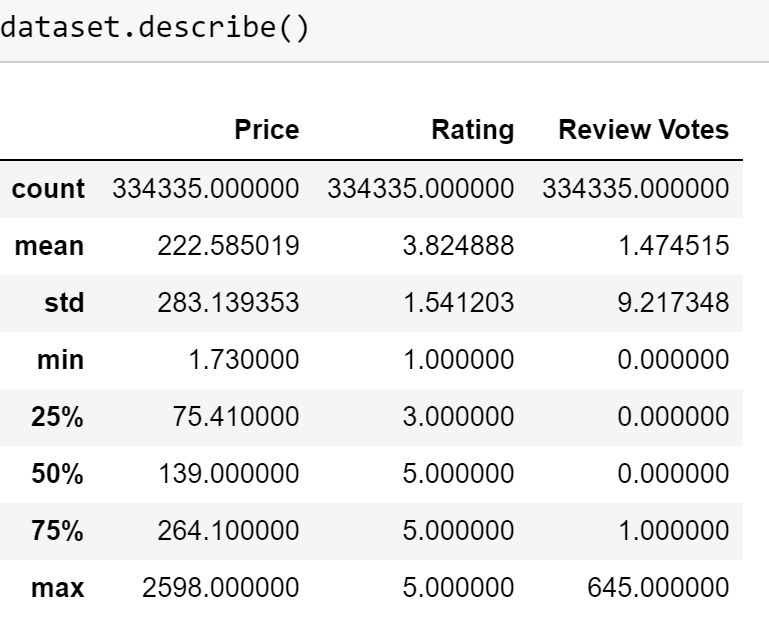 dataset.describe()
Price Rating Review Votes
count 334335.000000 334335.000000 334335.000000
mean 222.585019 3.824888 1.474515
std 283.139353 1.541203 9.217348
min 1.730000 1.000000 0.000000
25% 75.410000 3.000000 0.000000
50% 139.000000 5.000000 0.000000
75% 264.100000 5.000000 1.000000
max 2598.000000 5.000000 645.000000